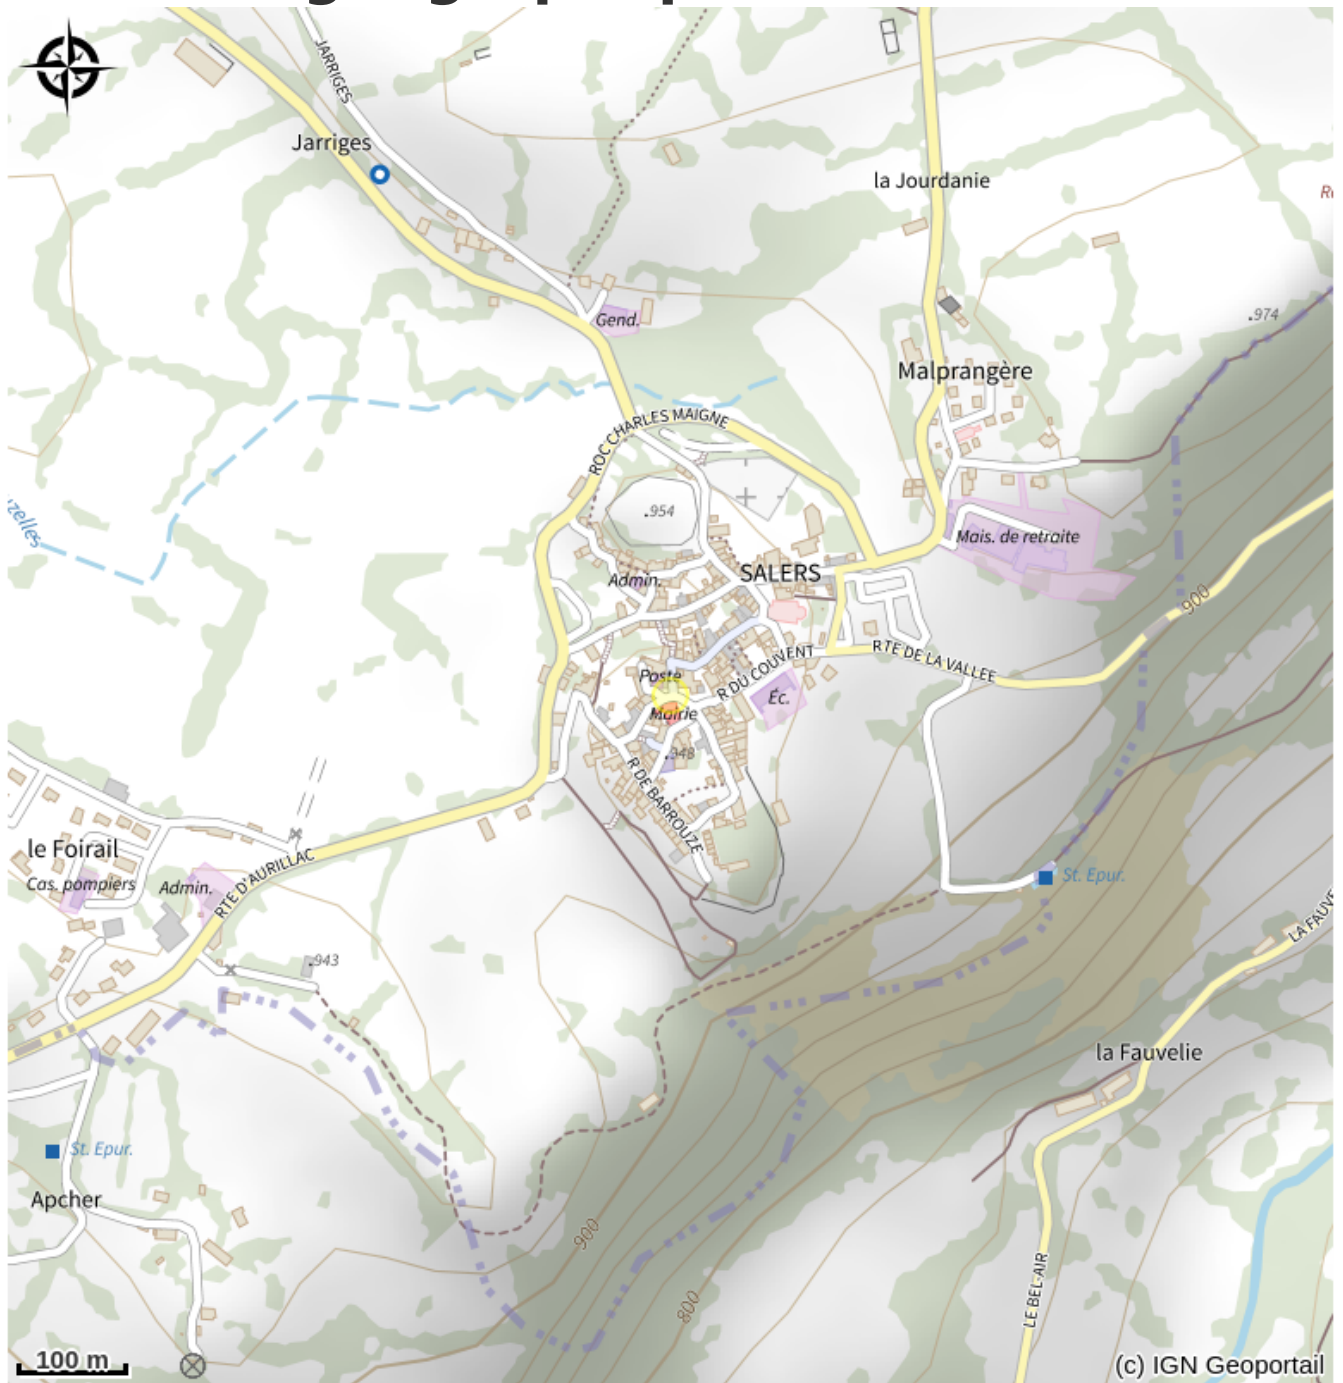 JARRIGES
Jarriges
la Jourdanie
Gend.
.974
Malprangère
ROC CHARLES MAIGNE
.954
Mais. de retraite
Admin.
SALERS
900
RTE DE LA VALLEE
R DU COUVENT
Poste
Éc.
Mairie
.948
R DE BARROUZE
le Foirail
Cas. pompiers
Admin.
RTE D'AURILLAC
St. Epur.
.943
la Fauvelie
St. Epur.
Apcher
900
800
LE BEL-AIR
100 m
(c) IGN Geoportail